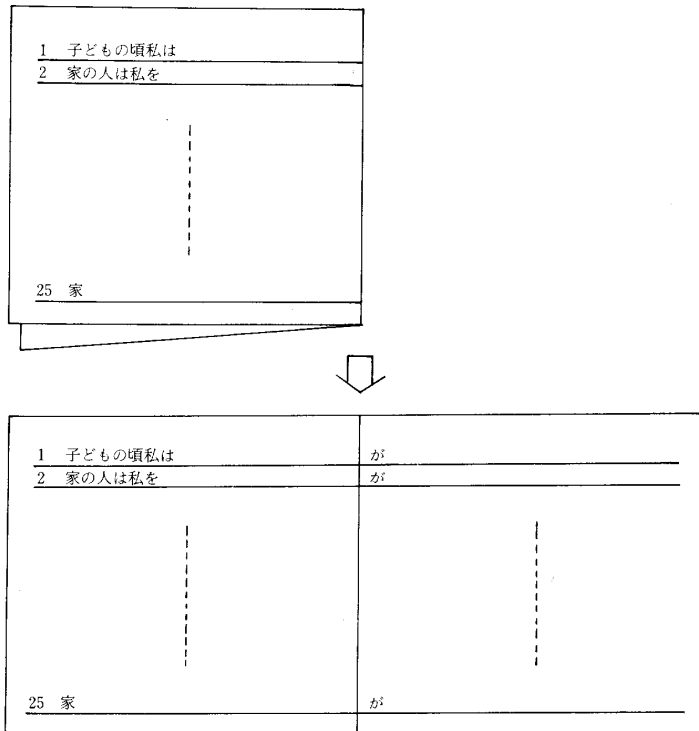 1 子どもの頃私は
2 家の人は私を
25 家
1 子どもの頃私は が
2 家の人は私を が
25 家 が